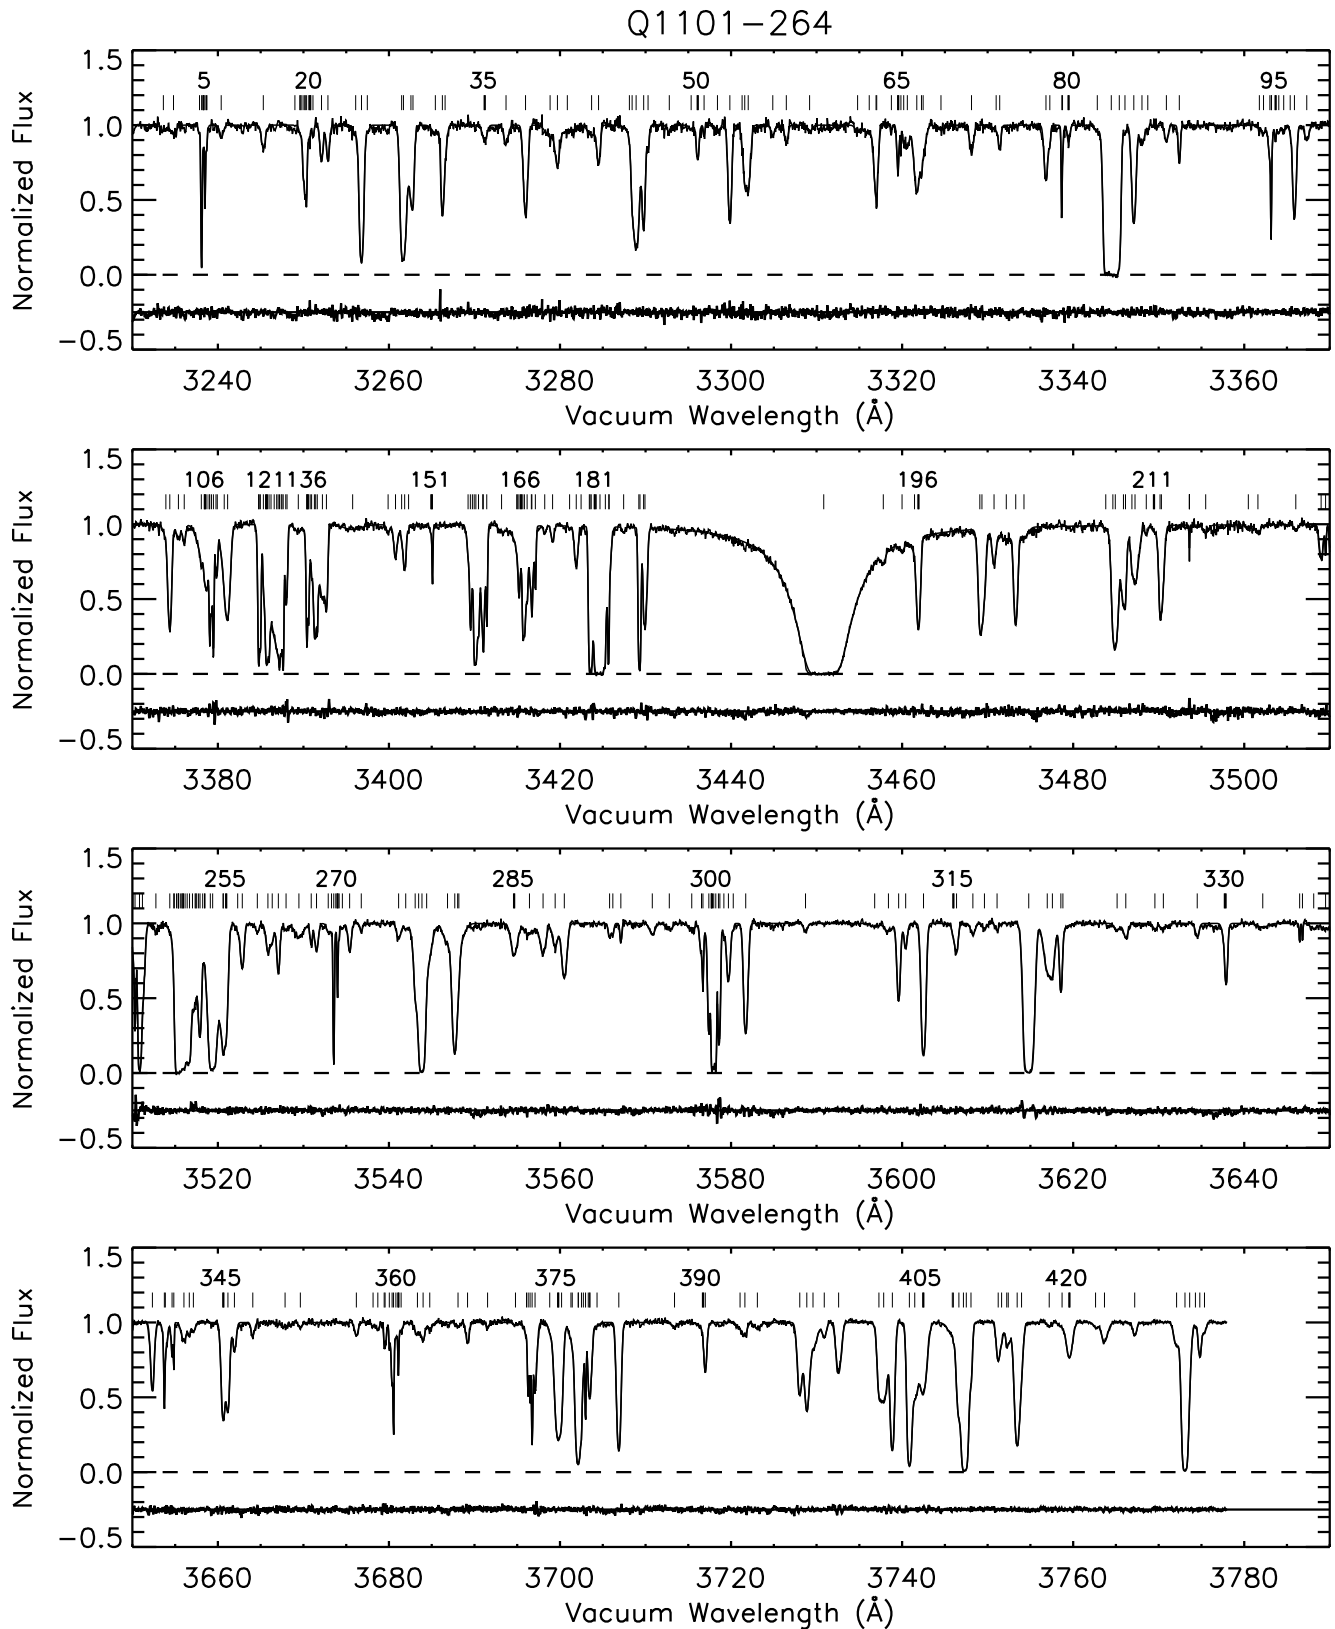 Q1101-264
1.5
5 20 35 50 65 80 95
1.0
0.5
0.0
-0.5
Normalized Flux
3240 3260 3280 3300 3320 3340 3360
Vacuum Wavelength (Å)
1.5
106 121136 151 166 181 196 211
1.0
0.5
0.0
-0.5
Normalized Flux
3380 3400 3420 3440 3460 3480 3500
Vacuum Wavelength (Å)
1.5
255 270 285 300 315 330
1.0
0.5
0.0
-0.5
Normalized Flux
3520 3540 3560 3580 3600 3620 3640
Vacuum Wavelength (Å)
1.5
345 360 375 390 405 420
1.0
0.5
0.0
-0.5
Normalized Flux
3660 3680 3700 3720 3740 3760 3780
Vacuum Wavelength (Å)